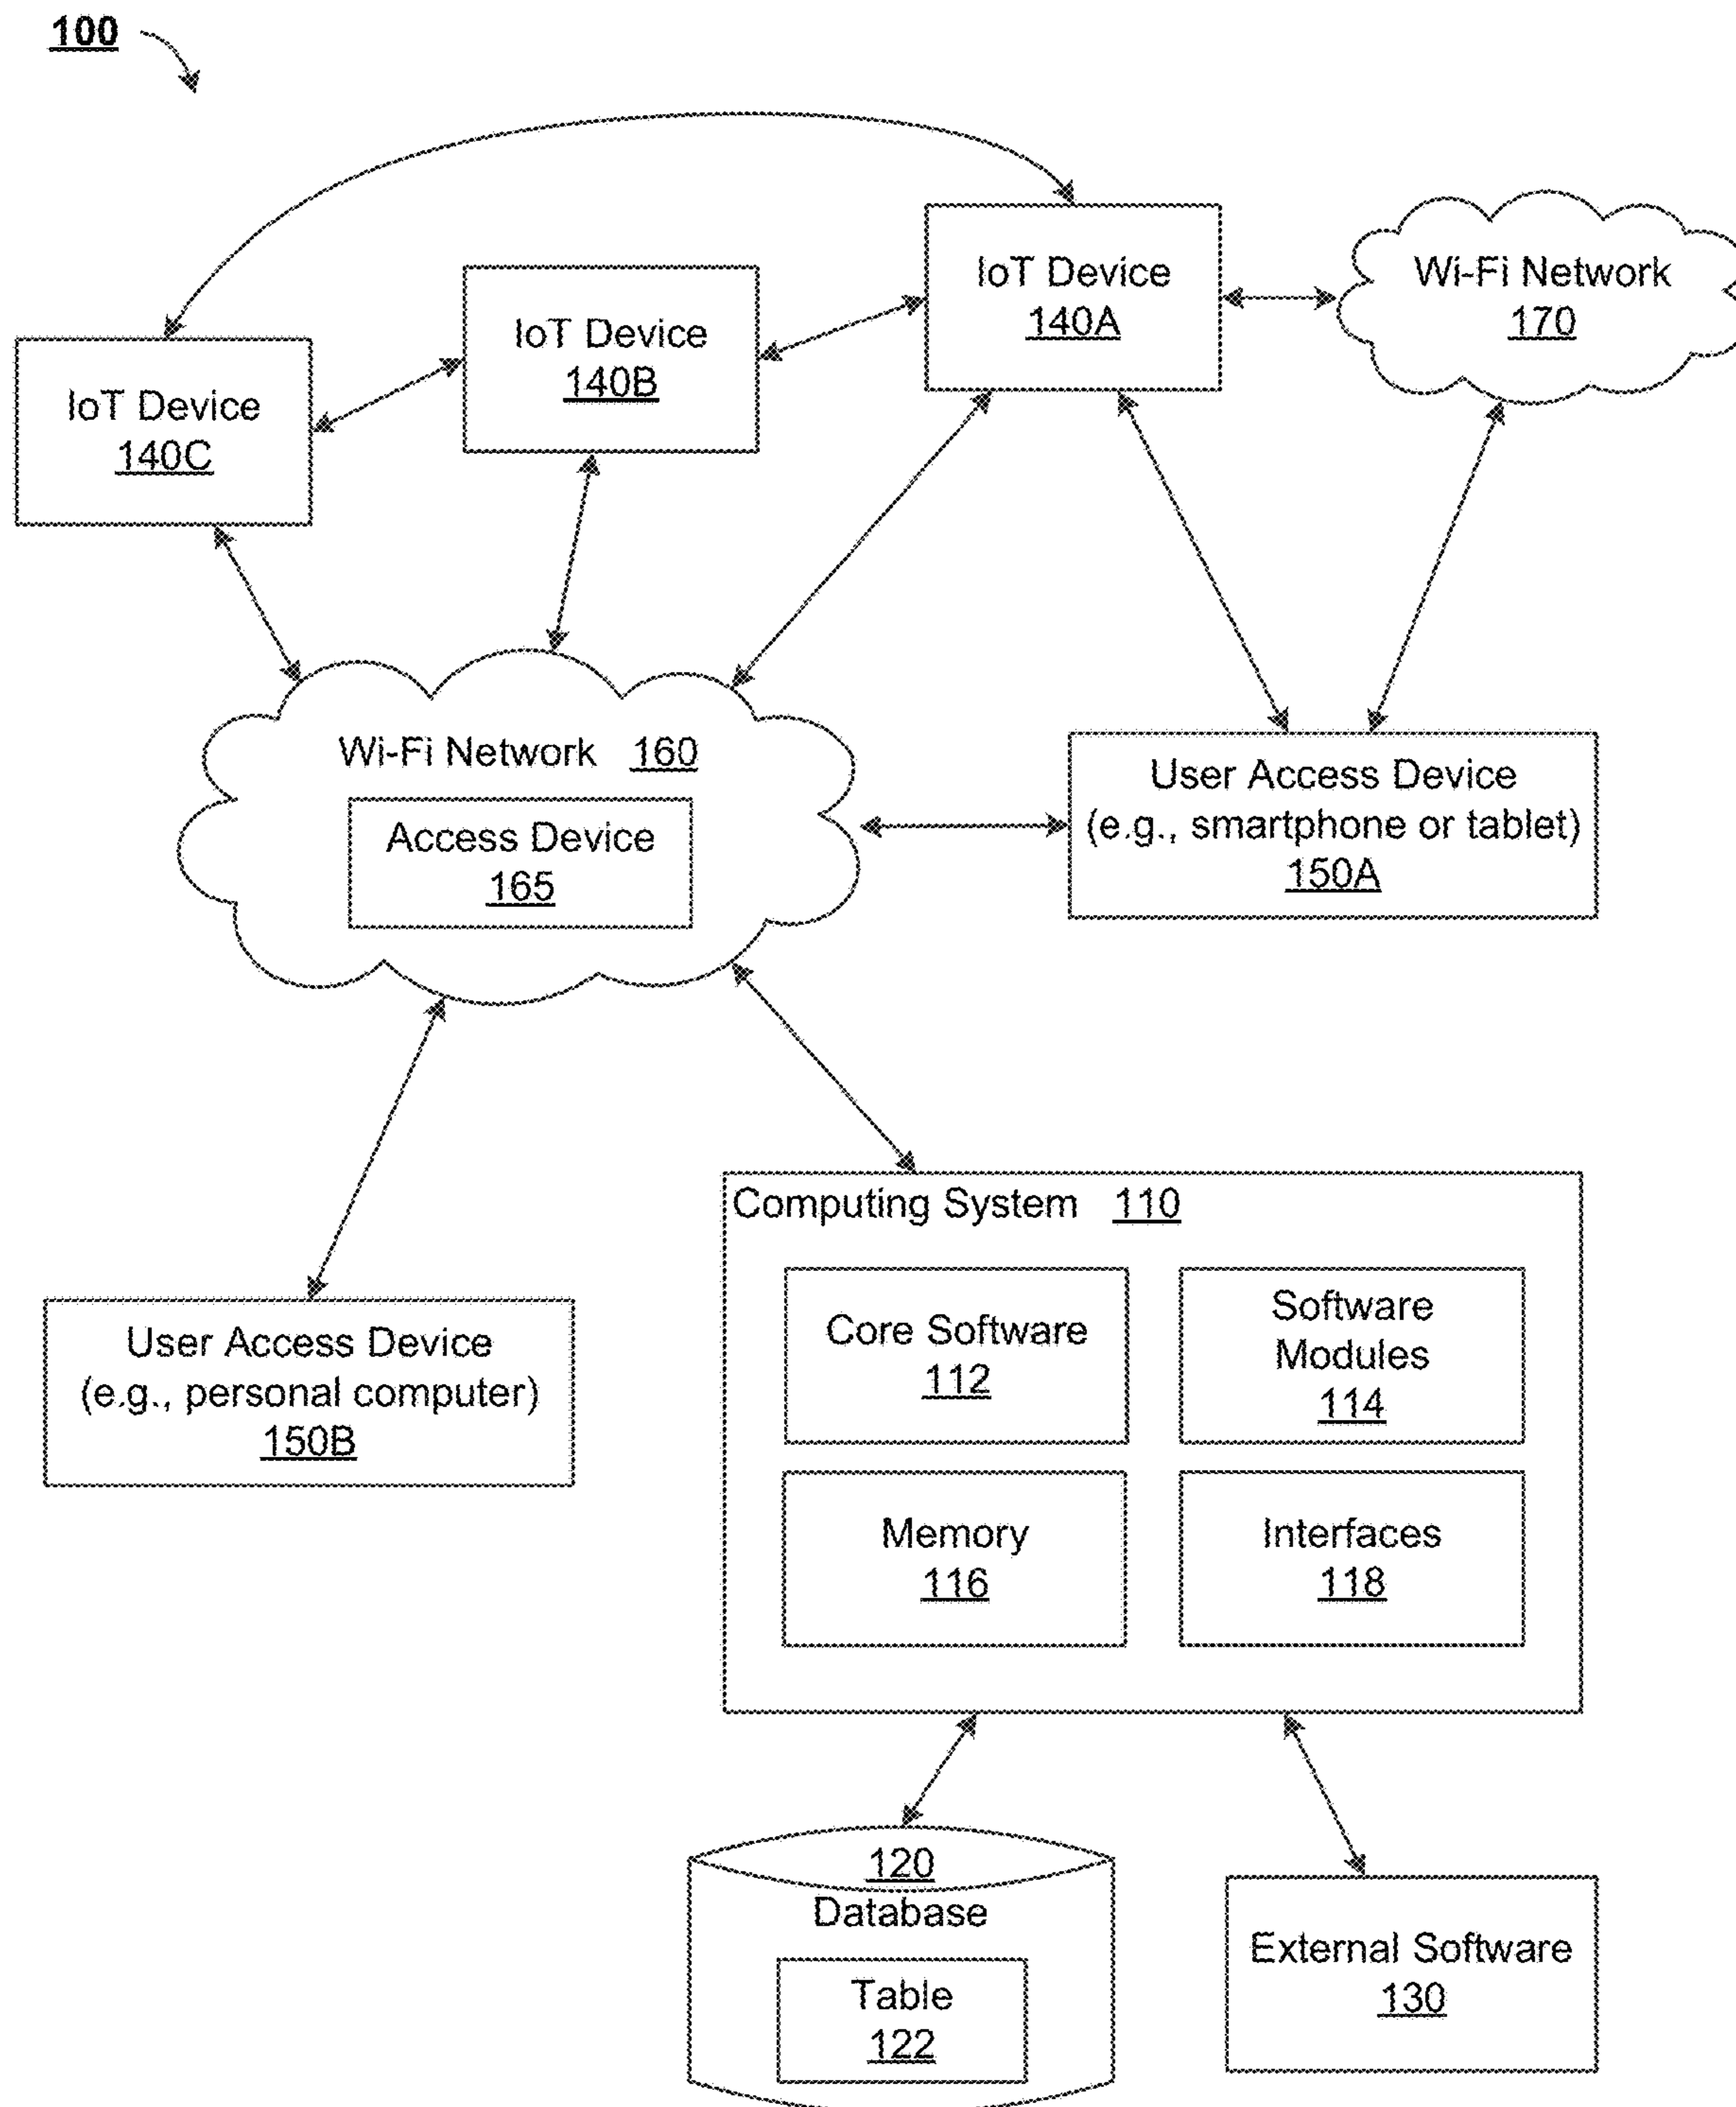 100
IoT Device
140A
Wi-Fi Network
170
IoT Device
140B
IoT Device
140C
Wi-Fi Network 160
Access Device
165
User Access Device
(e.g., smartphone or tablet)
150A
Computing System 110
Core Software
112
Software
Modules
114
User Access Device
(e.g., personal computer)
150B
Memory
116
Interfaces
118
120
Database
Table
122
External Software
130